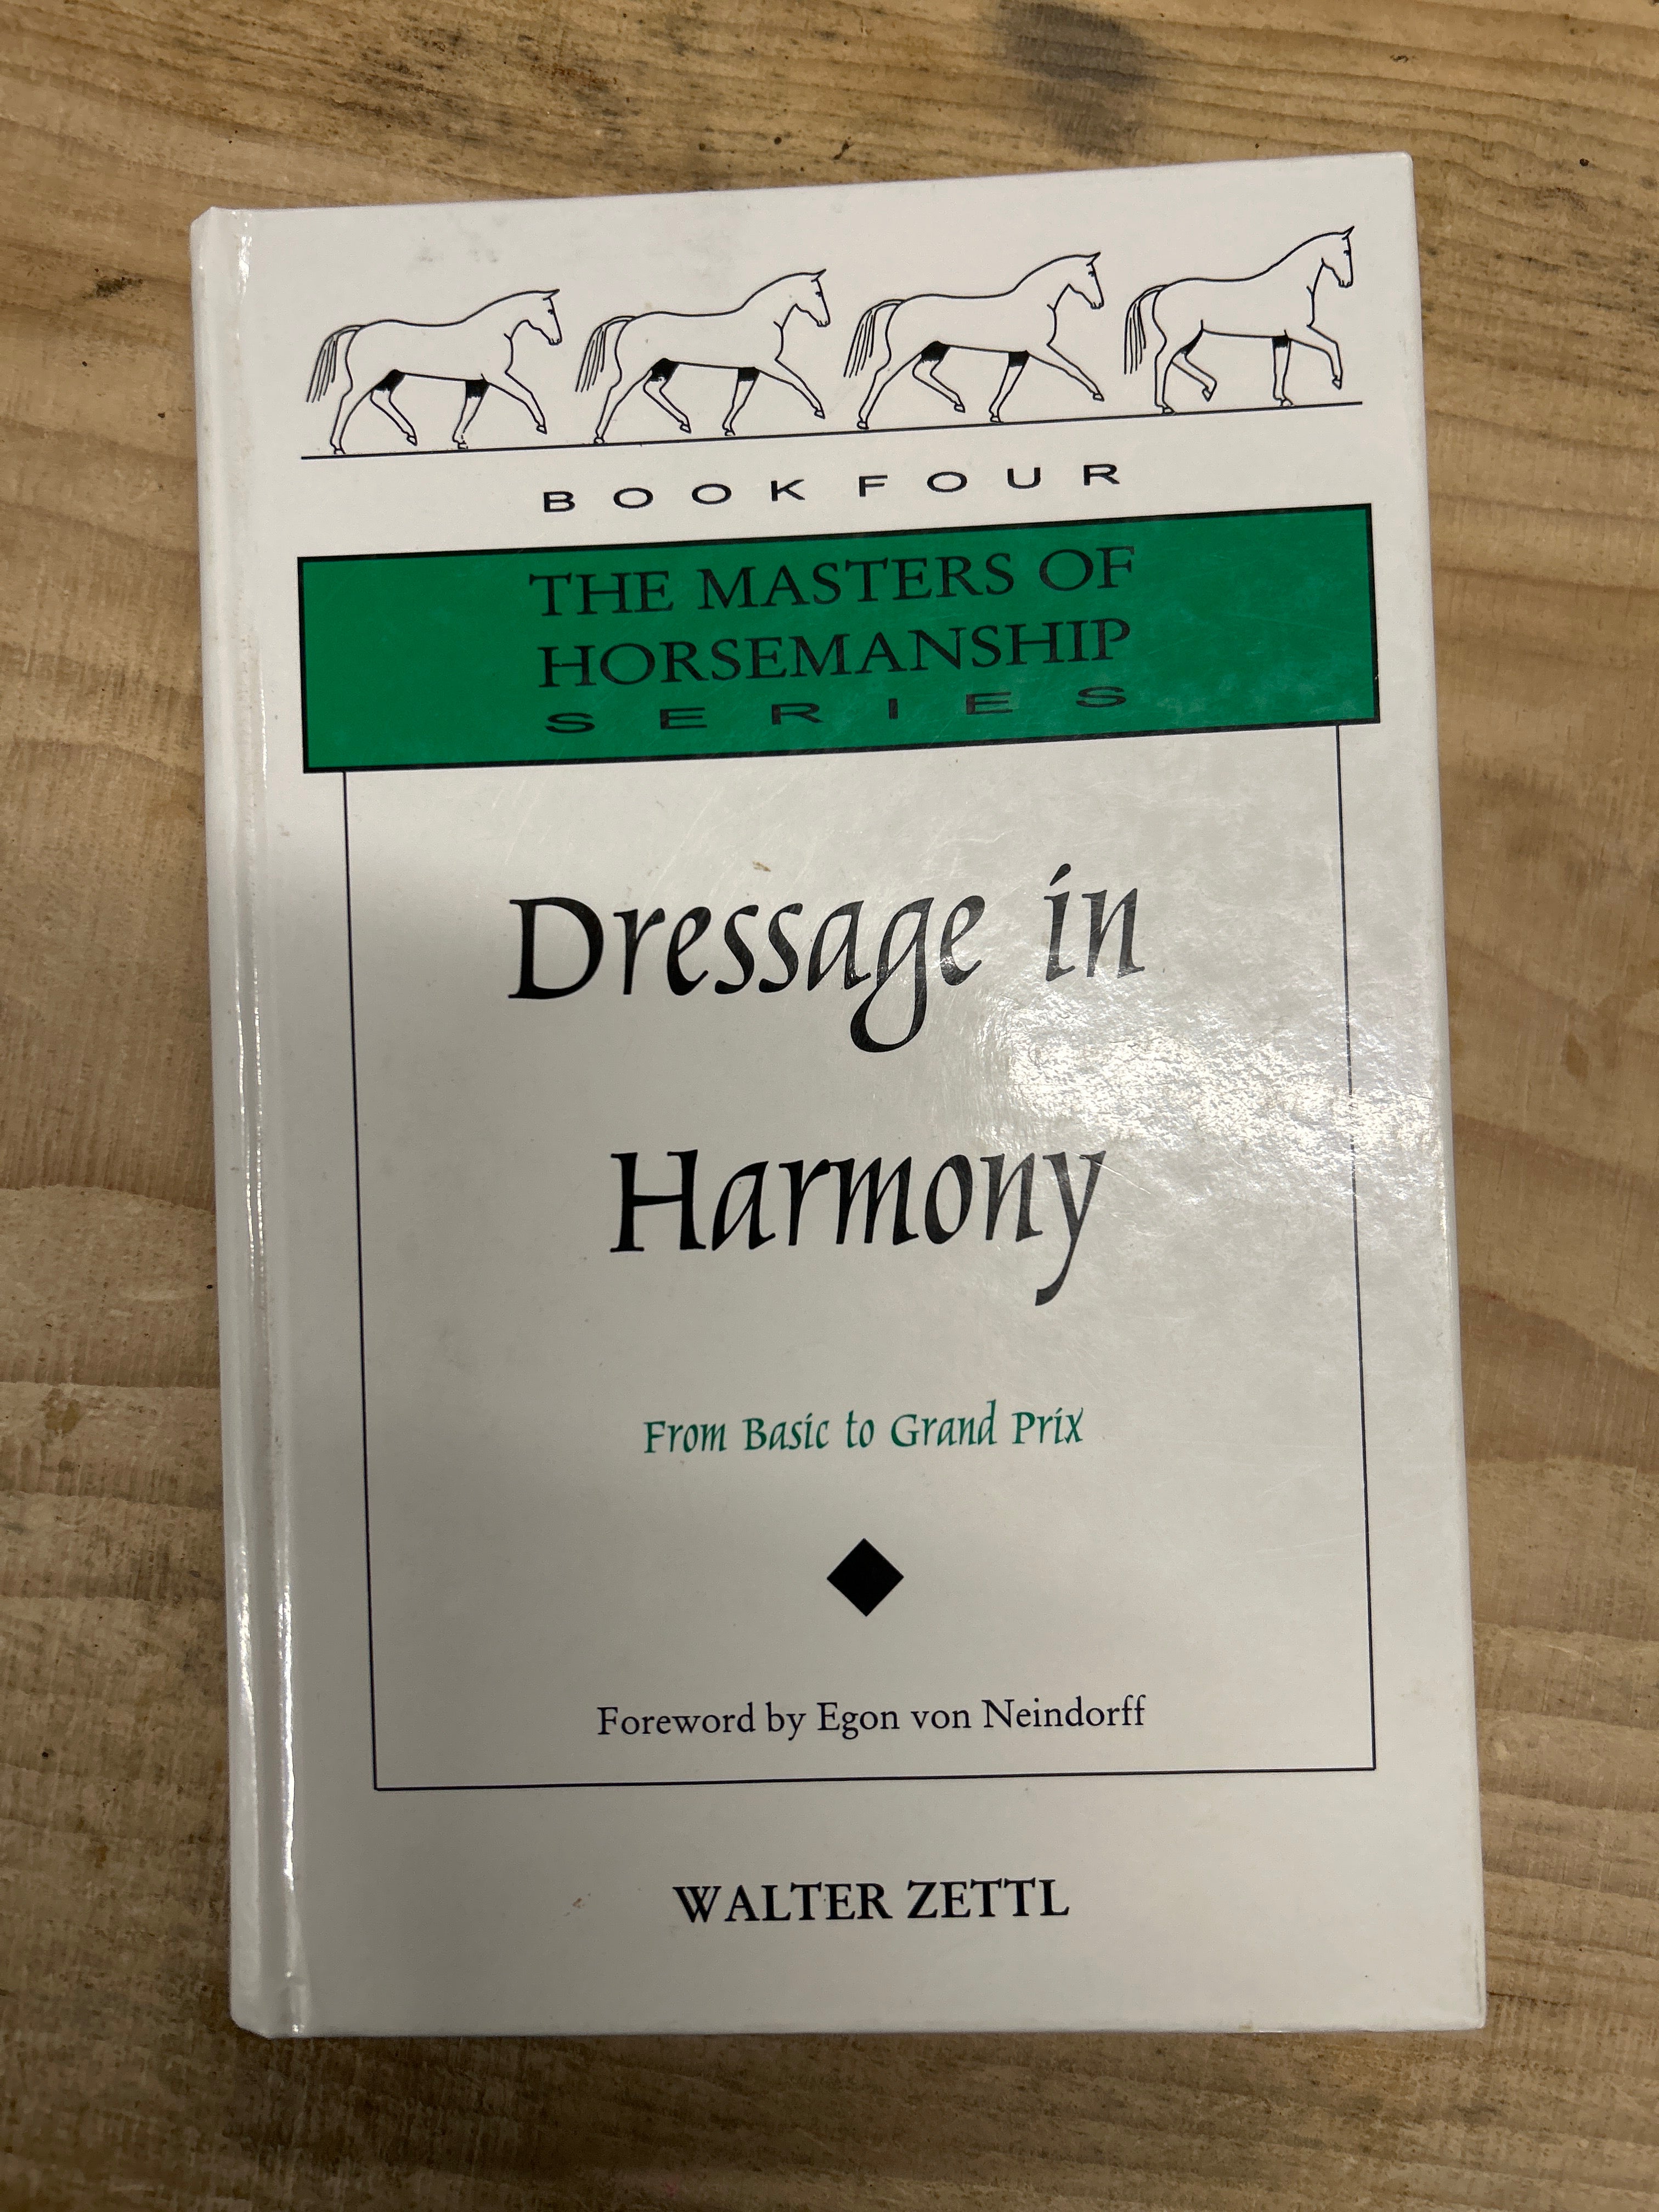 BOOK FOUR
THE MASTERS OF
HORSEMANSHIP
SERIES
Dressage in
Harmony
From Basic to Grand Prix
Foreword by Egon von Neindorff
WALTER ZETTL